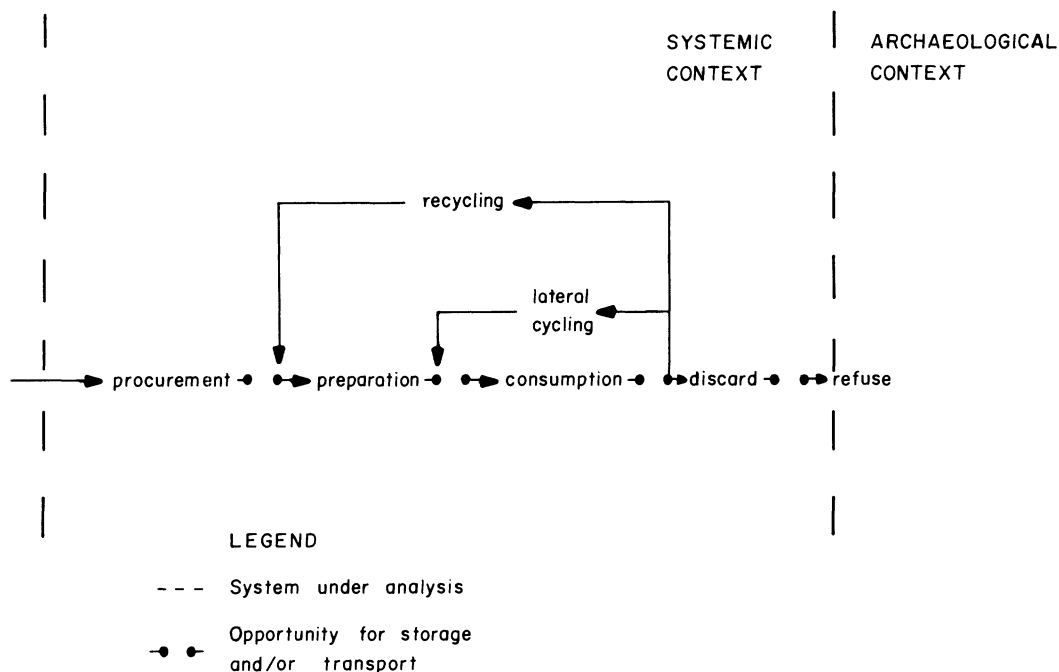 SYSTEMIC
CONTEXT
ARCHAEOLOGICAL
CONTEXT
recycling
lateral
cycling
procurement
preparation
consumption
discard
refuse
LEGEND
System under analysis
Opportunity for storage
and/or transport